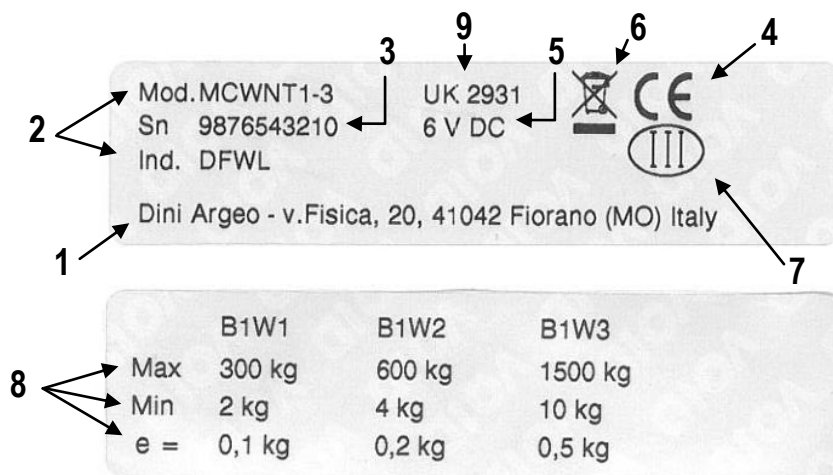 9 6
3 5 4
Mod. MCWNT1-3 UK 2931 CE
2 Sn 9876543210 6 V DC
Ind. DFWL III
Dini Argeo - v.Fisica, 20, 41042 Fiorano (MO) Italy
1 7
B1W1 B1W2 B1W3
Max 300 kg 600 kg 1500 kg
8 Min 2 kg 4 kg 10 kg
e = 0,1 kg 0,2 kg 0,5 kg